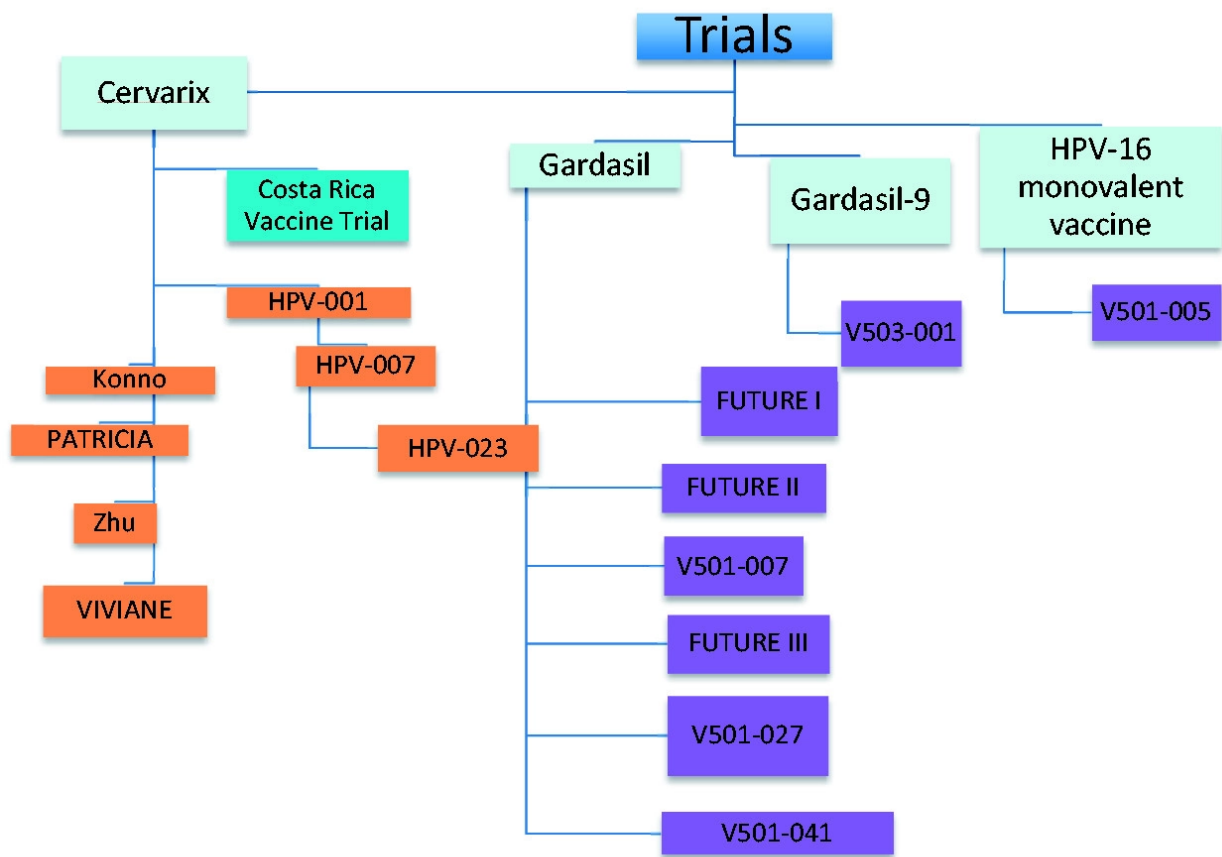 Trials
Cervarix
Costa Rica
Vaccine Trial
HPV-001
HPV-007
HPV-023
Konno
PATRICIA
Zhu
VIVIANE
Gardasil
FUTURE I
FUTURE II
V501-007
FUTURE III
V501-027
V501-041
Gardasil-9
V503-001
HPV-16
monovalent
vaccine
V501-005